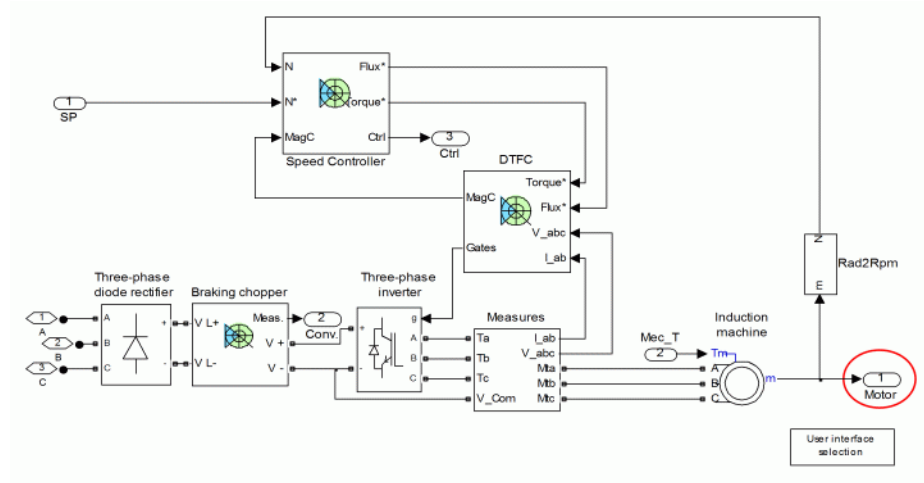 N
Flux*
1
SP
N*
Torque*
MagC
Ctrl
3
Ctrl
Speed Controller
DTFC
Torque*
MagC
Flux*
V_abc
Gates
I_ab
N
Rad2Rpm
E
Three-phase
diode rectifier
Braking chopper
Three-phase
inverter
Measures
Induction
machine
1
A
A
+
V L+
Meas.
2
Conv.
g
2
B
B
V +
+
A
Ta
I_ab
Mec_T
2
Tm
B
Tb
V_abc
3
C
C
-
V L-
V -
-
C
Tc
Mta
A
Mtb
B
m
1
Motor
V_Com
Mtc
C
User interface
selection